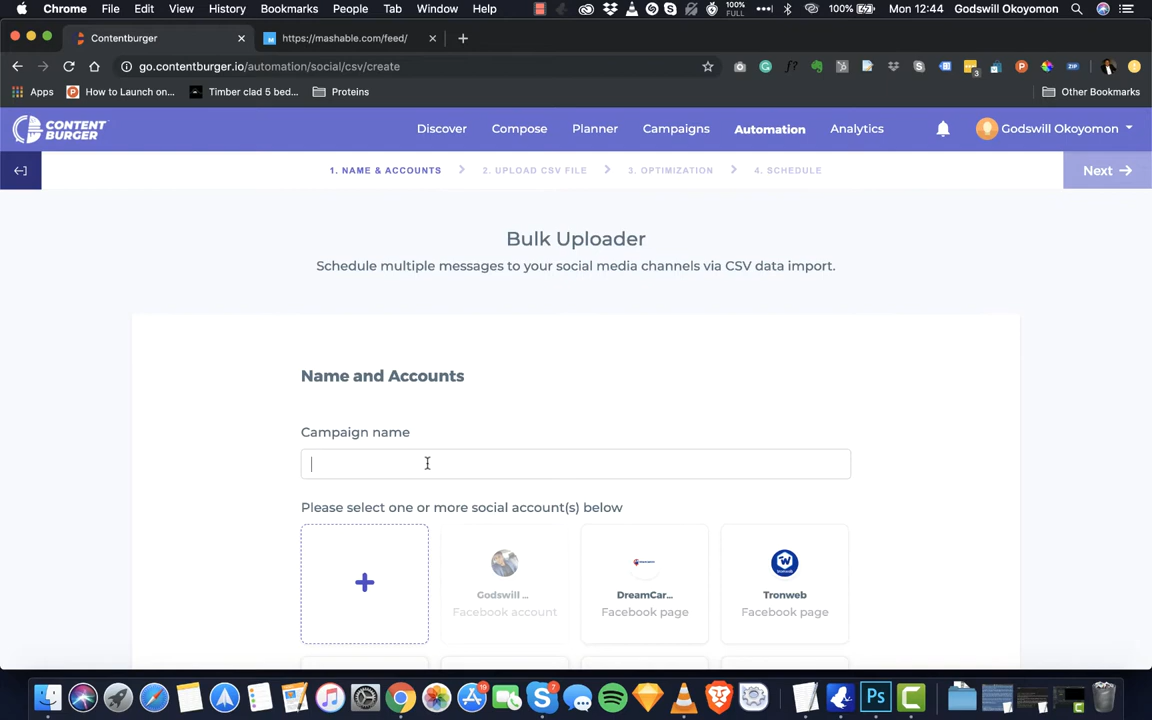 Chrome File Edit View History Bookmarks People Tab Window Help 100% FULL 100% Mon 12:44 Godswill Okoyomon
Contentburger https://mashable.com/feed/
go.contentburger.io/automation/social/csv/create 3 ZIP
Apps How to Launch on... Timber clad 5 bed... Proteins Other Bookmarks
CONTENT BURGER Discover Compose Planner Campaigns Automation Analytics Godswill Okoyomon
1. NAME & ACCOUNTS 2. UPLOAD CSV FILE 3. OPTIMIZATION 4. SCHEDULE Next
Bulk Uploader
Schedule multiple messages to your social media channels via CSV data import.
Name and Accounts
Campaign name
Please select one or more social account(s) below
Godswill ... DreamCar... Tronweb
Facebook account Facebook page Facebook page
19 7 Ps